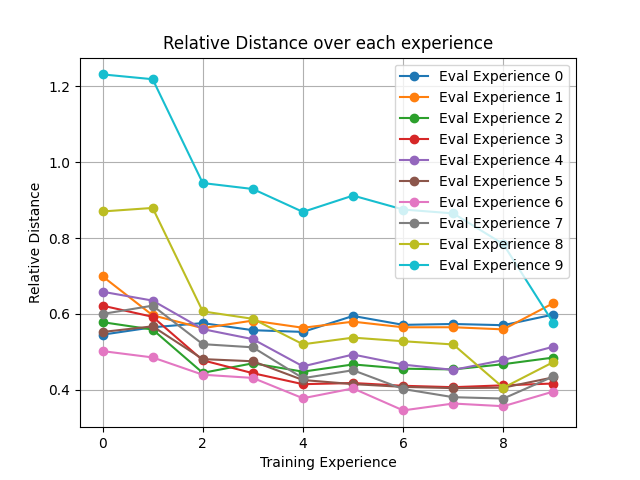 Relative Distance over each experience
Relative Distance
1.2
1.0
0.8
0.6
0.4
Eval Experience 0
Eval Experience 1
Eval Experience 2
Eval Experience 3
Eval Experience 4
Eval Experience 5
Eval Experience 6
Eval Experience 7
Eval Experience 8
Eval Experience 9
0 2 4 6 8
Training Experience